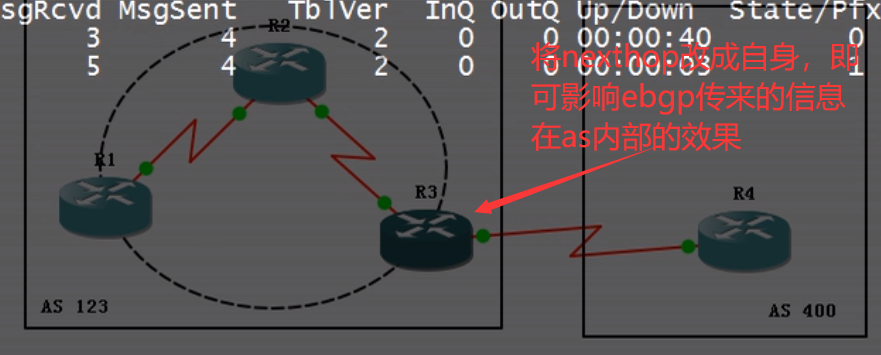 sgRcvd MsgSent TblVer InQ OutQ Up/Down State/Pfx
3 4 2 0 0 00:00:40 0
5 4 2 0 0 00:00:03 1
将nexthop改成自身，即
可影响ebgp传来的信息
在as内部的效果
R2
R1
R3
R4
AS 123
AS 400